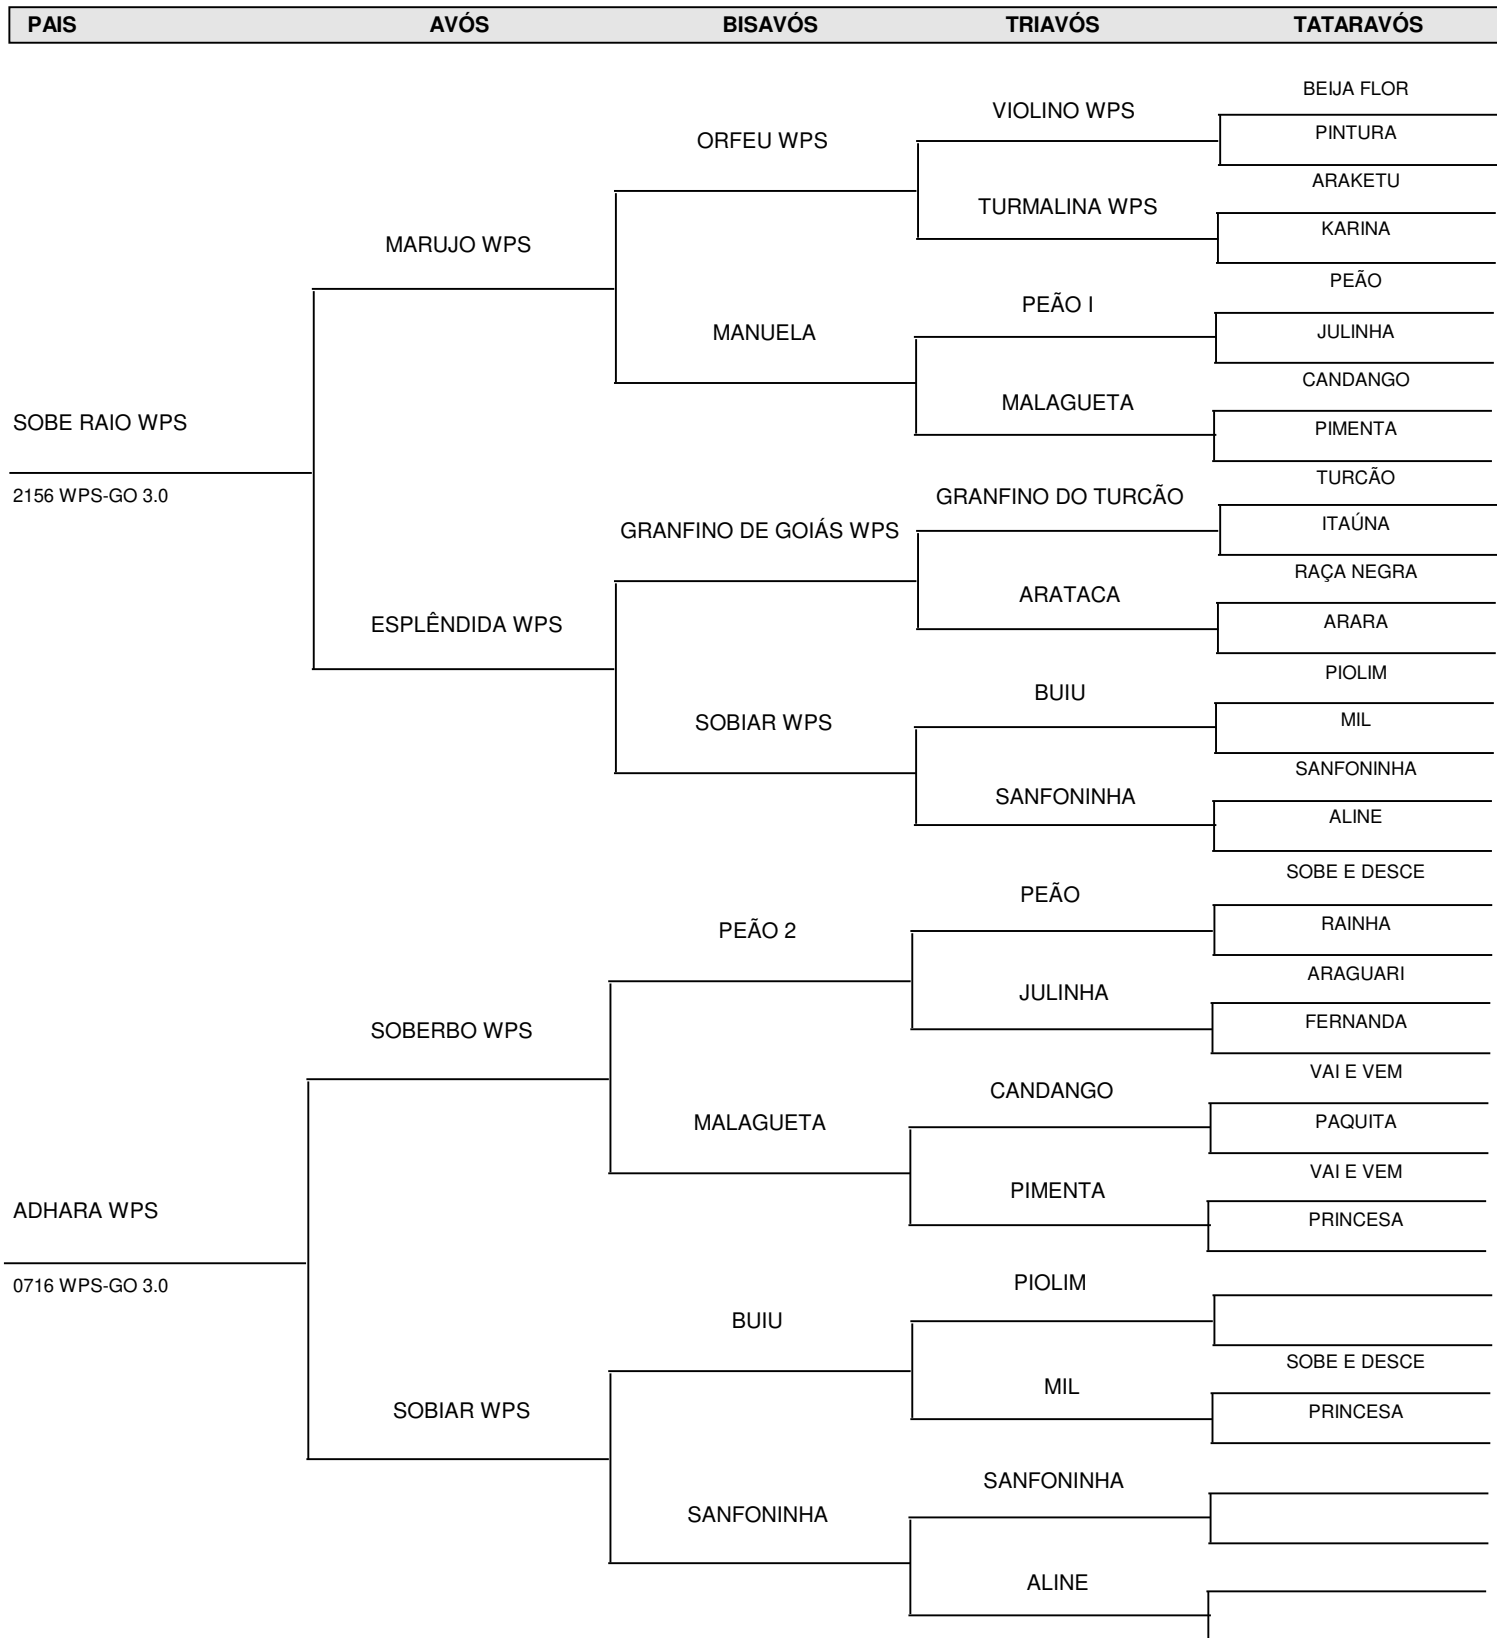 PAIS AVÓS BISAVÓS TRIAVÓS TATARAVÓS
BEIJA FLOR
VIOLINO WPS
PINTURA
ORFEU WPS
ARAKETU
TURMALINA WPS
KARINA
MARUJO WPS
PEÃO
PEÃO I
JULINHA
MANUELA
CANDANGO
MALAGUETA
PIMENTA
SOBE RAIO WPS
2156 WPS-GO 3.0
TURCÃO
GRANFINO DO TURCÃO
ITAÚNA
GRANFINO DE GOIÁS WPS
RAÇA NEGRA
ARATACA
ARARA
ESPLÊNDIDA WPS
PIOLIM
BUIU
MIL
SOBIAR WPS
SANFONINHA
SANFONINHA
ALINE
SOBE E DESCE
PEÃO
RAINHA
PEÃO 2
ARAGUARI
JULINHA
FERNANDA
SOBERBO WPS
VAI E VEM
CANDANGO
PAQUITA
MALAGUETA
VAI E VEM
PIMENTA
PRINCESA
ADHARA WPS
0716 WPS-GO 3.0
PIOLIM
BUIU
SOBE E DESCE
MIL
PRINCESA
SOBIAR WPS
SANFONINHA
SANFONINHA
ALINE